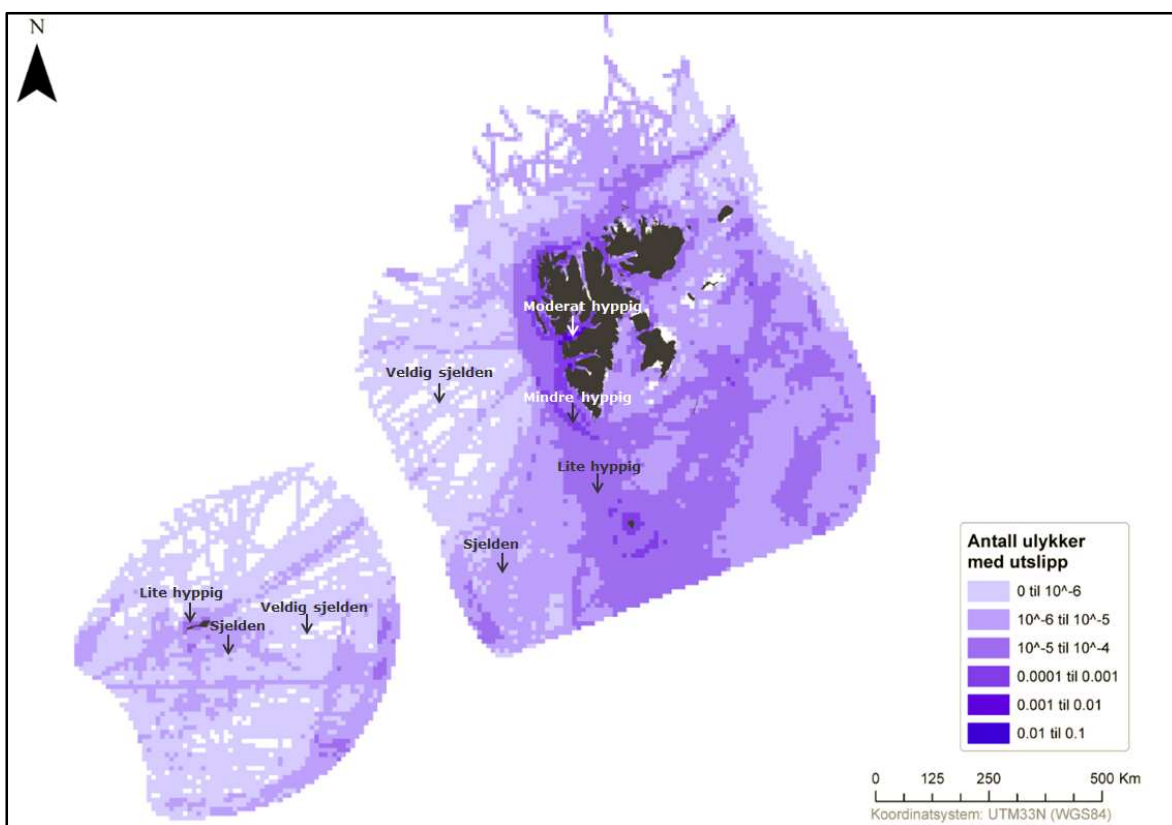 N
Moderat hyppig
Veldig sjelden
Mindre hyppig
Lite hyppig
Sjelden
Lite hyppig
Veldig sjelden
Sjelden
Antall ulykker
med utslipp
0 til 10^-6
10^-6 til 10^-5
10^-5 til 10^-4
0.0001 til 0.001
0.001 til 0.01
0.01 til 0.1
0 125 250 500 Km
Koordinatsystem: UTM33N (WGS84)